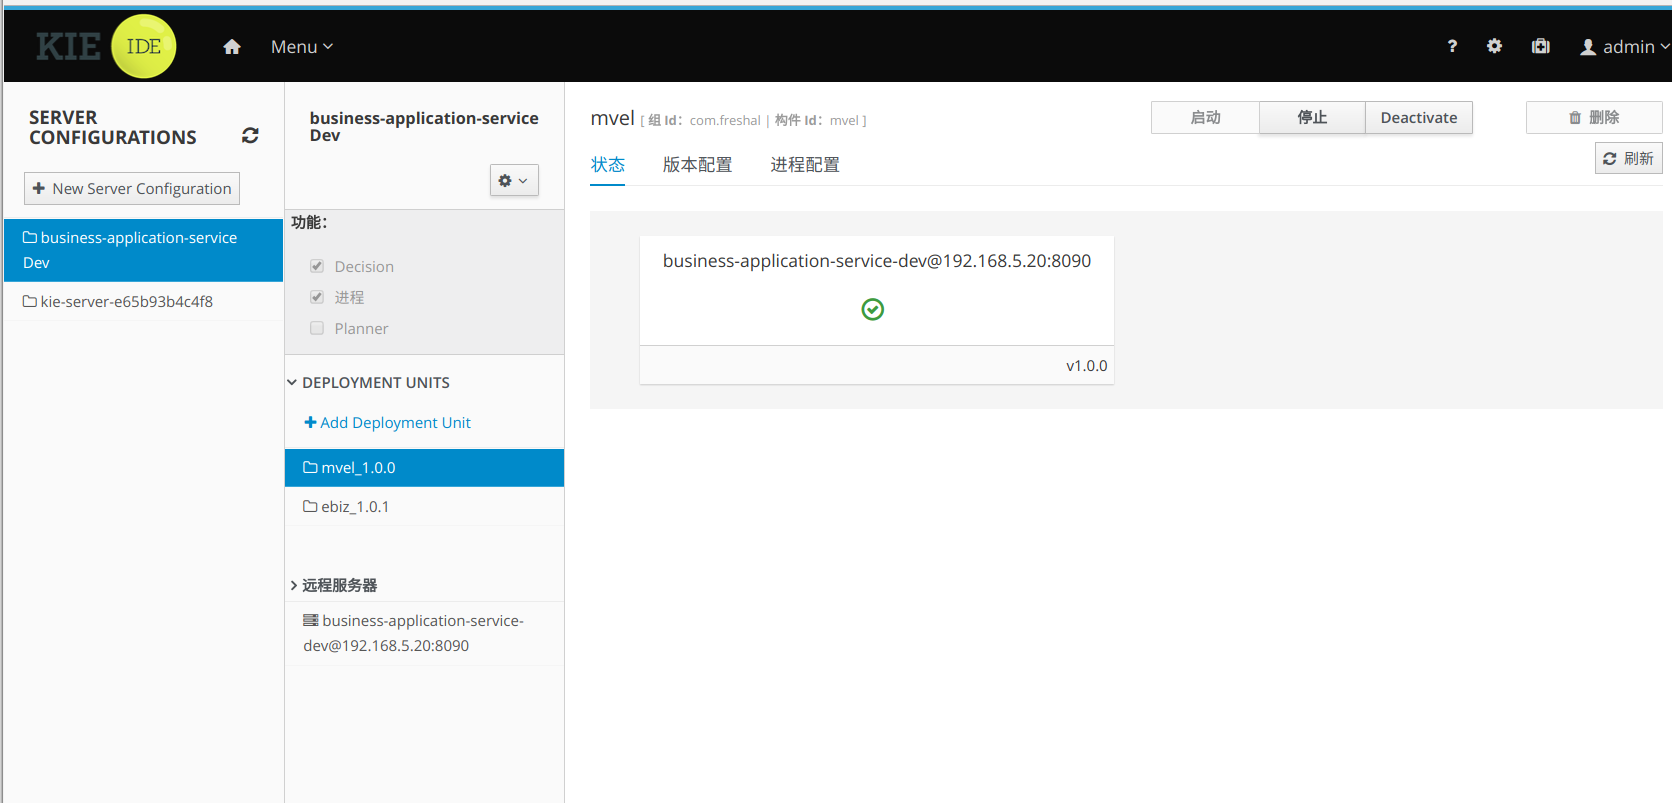 KIE IDE
Menu
? admin
SERVER
CONFIGURATIONS
New Server Configuration
business-application-service
Dev
kie-server-e65b93b4c4f8
business-application-service
Dev
功能：
Decision
进程
Planner
DEPLOYMENT UNITS
Add Deployment Unit
mvel_1.0.0
ebiz_1.0.1
远程服务器
business-application-service-
dev@192.168.5.20:8090
mvel [ 组 Id： com.freshal | 构件 Id： mvel ]
启动 停止 Deactivate 删除
刷新
状态 版本配置 进程配置
business-application-service-dev@192.168.5.20:8090
v1.0.0